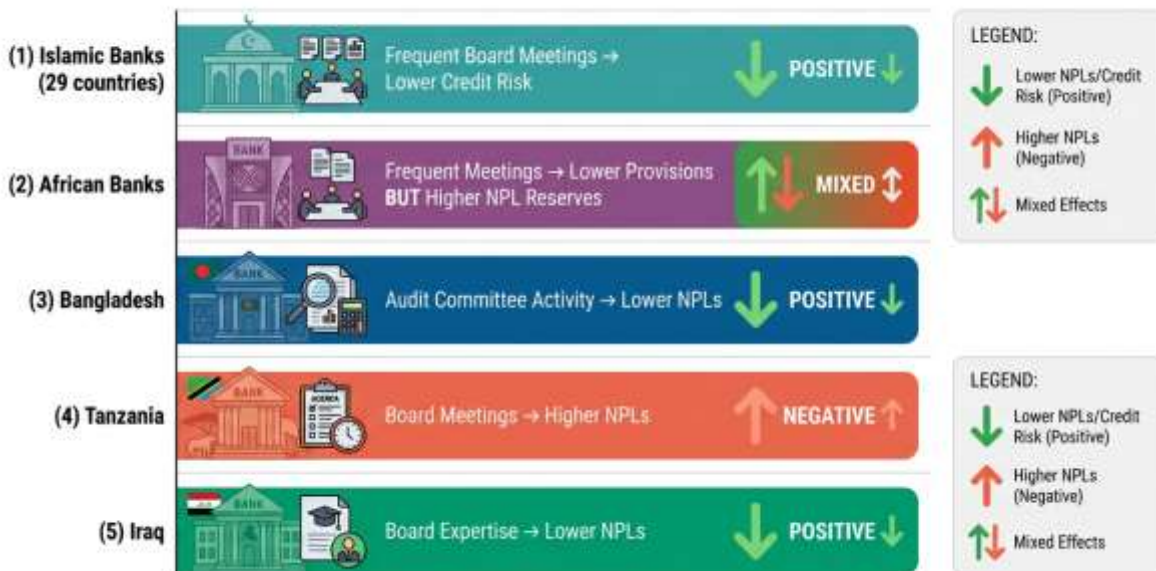 (1) Islamic Banks
(29 countries)
Frequent Board Meetings →
Lower Credit Risk
POSITIVE
(2) African Banks
BANK
Frequent Meetings → Lower Provisions
BUT Higher NPL Reserves
MIXED
(3) Bangladesh
BANK
Audit Committee Activity → Lower NPLs
POSITIVE
(4) Tanzania
BANK
AGENDA
Board Meetings → Higher NPLs
NEGATIVE
(5) Iraq
BANK
Board Expertise → Lower NPLs
POSITIVE
LEGEND:
Lower NPLs/Credit
Risk (Positive)
Higher NPLs
(Negative)
Mixed Effects
LEGEND:
Lower NPLs/Credit
Risk (Positive)
Higher NPLs
(Negative)
Mixed Effects